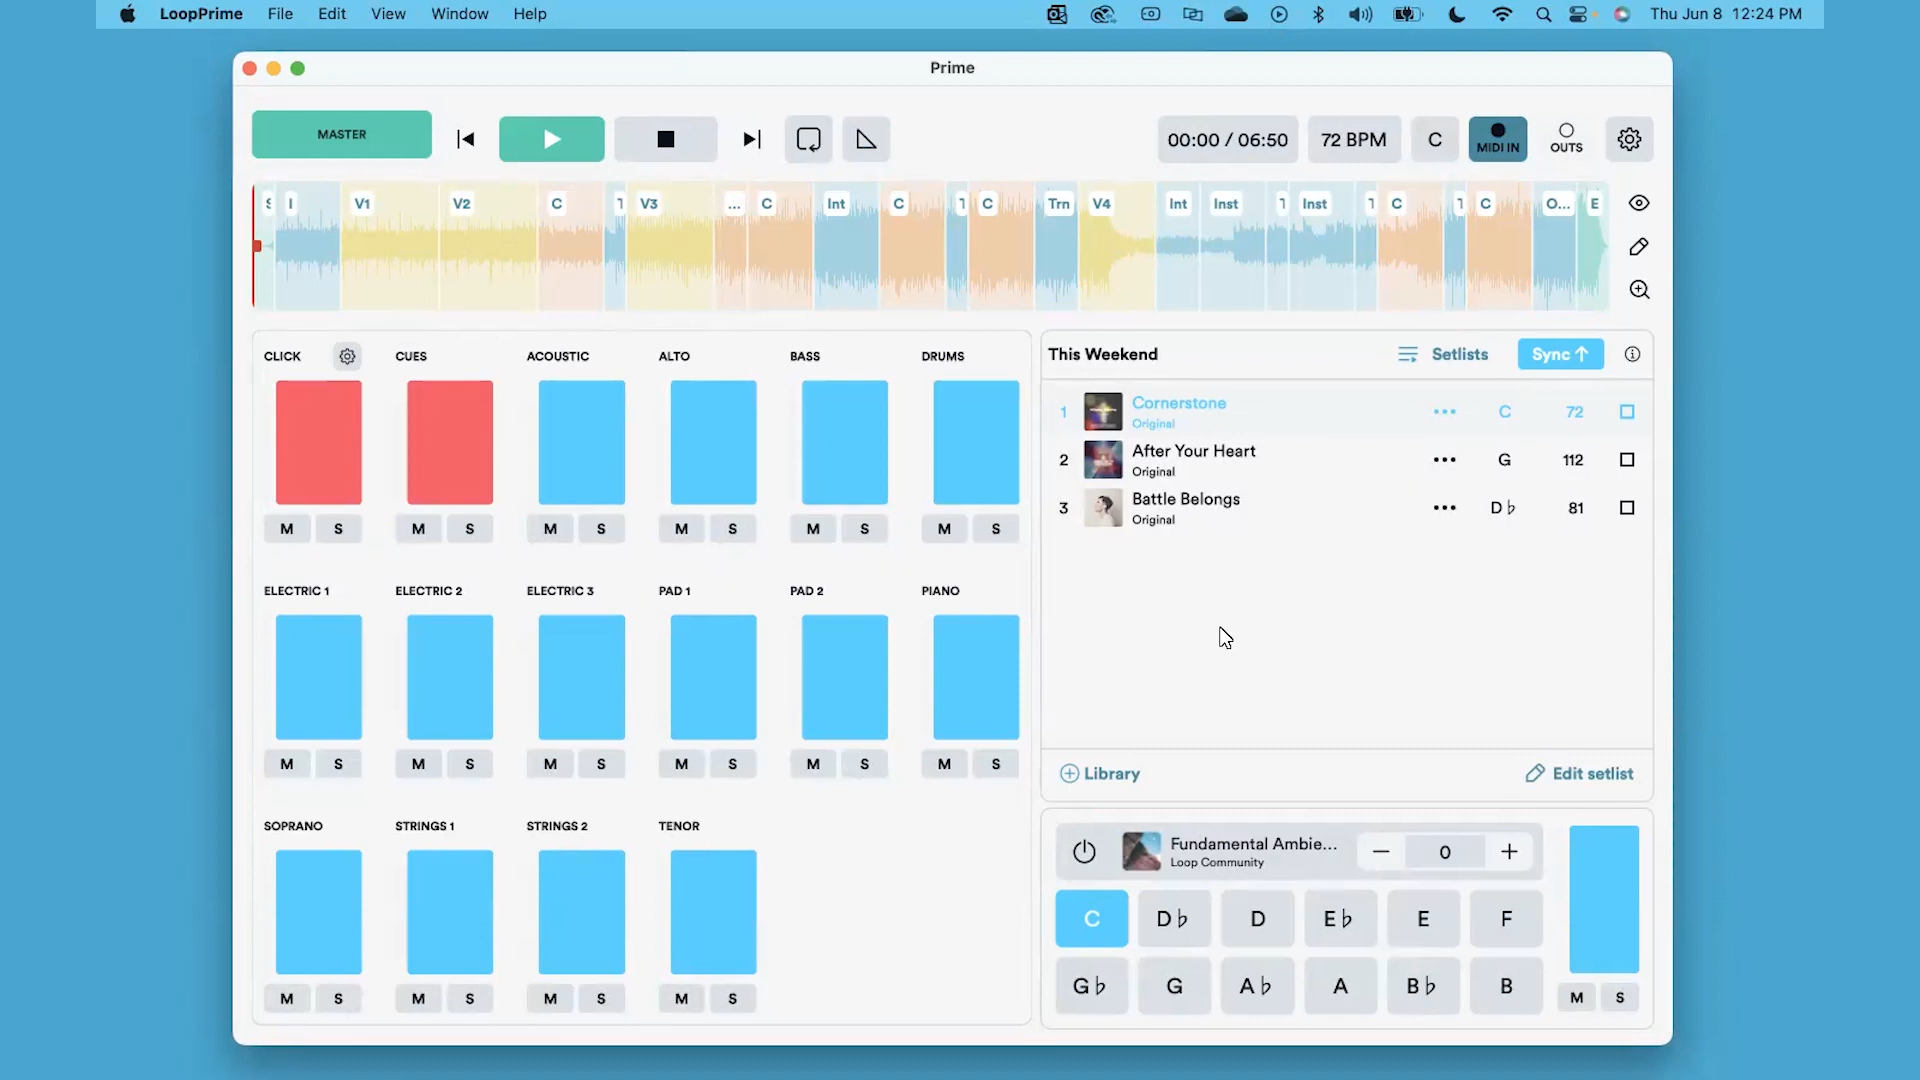 LoopPrime File Edit View Window Help Thu Jun 8 12:24 PM
Prime
MASTER 00:00 / 06:50 72 BPM C MIDI IN OUTS
I V1 V2 C V3 ... C Int C C Trn V4 Int Inst Inst C C O... E
CLICK CUES ACOUSTIC ALTO BASS DRUMS
M S M S M S M S M S M S
ELECTRIC 1 ELECTRIC 2 ELECTRIC 3 PAD 1 PAD 2 PIANO
M S M S M S M S M S M S
SOPRANO STRINGS 1 STRINGS 2 TENOR
M S M S M S M S
This Weekend Setlists Sync
1 Cornerstone C 72
Original
2 After Your Heart G 112
Original
3 Battle Belongs D♭ 81
Original
Library Edit setlist
Fundamental Ambie... − 0 +
Loop Community
C D♭ D E♭ E F
G♭ G A♭ A B♭ B
M S